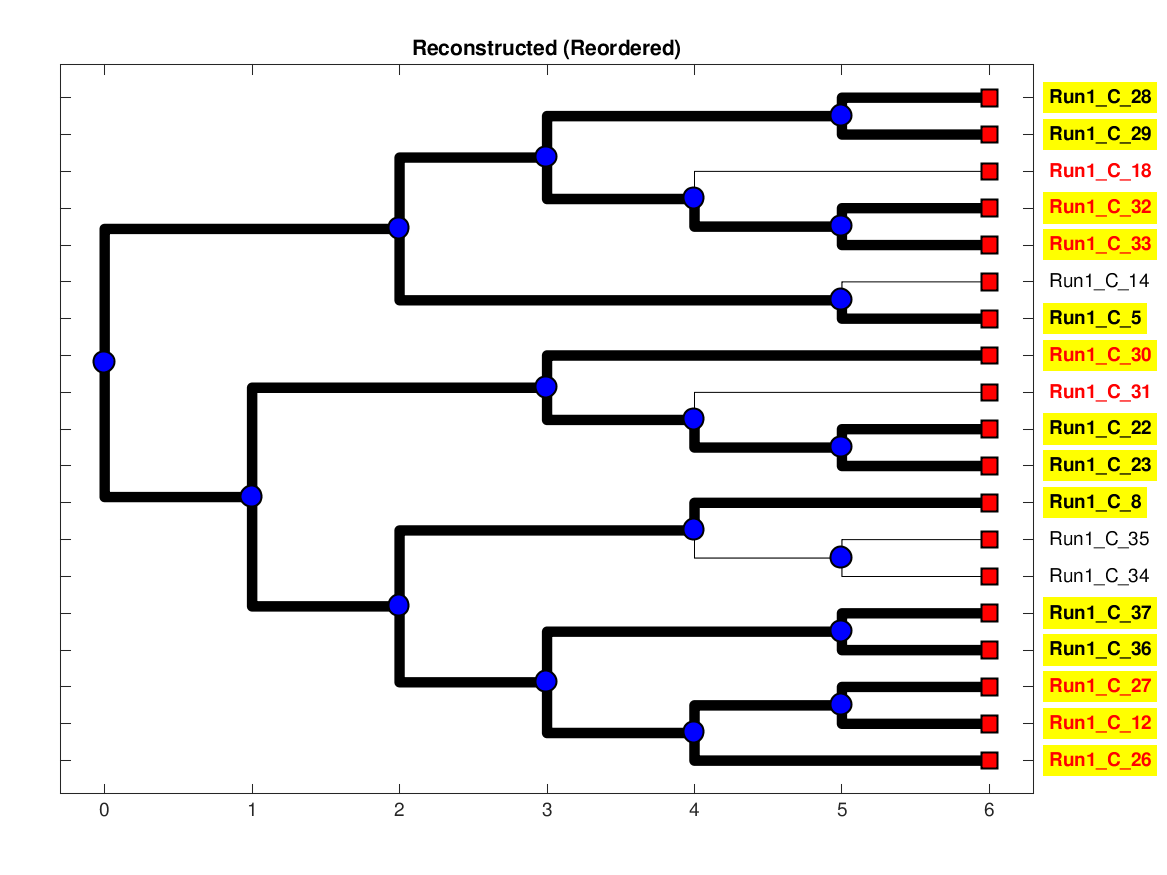 Reconstructed (Reordered)
Run1_C_28
Run1_C_29
Run1_C_18
Run1_C_32
Run1_C_33
Run1_C_14
Run1_C_5
Run1_C_30
Run1_C_31
Run1_C_22
Run1_C_23
Run1_C_8
Run1_C_35
Run1_C_34
Run1_C_37
Run1_C_36
Run1_C_27
Run1_C_12
Run1_C_26
0 1 2 3 4 5 6